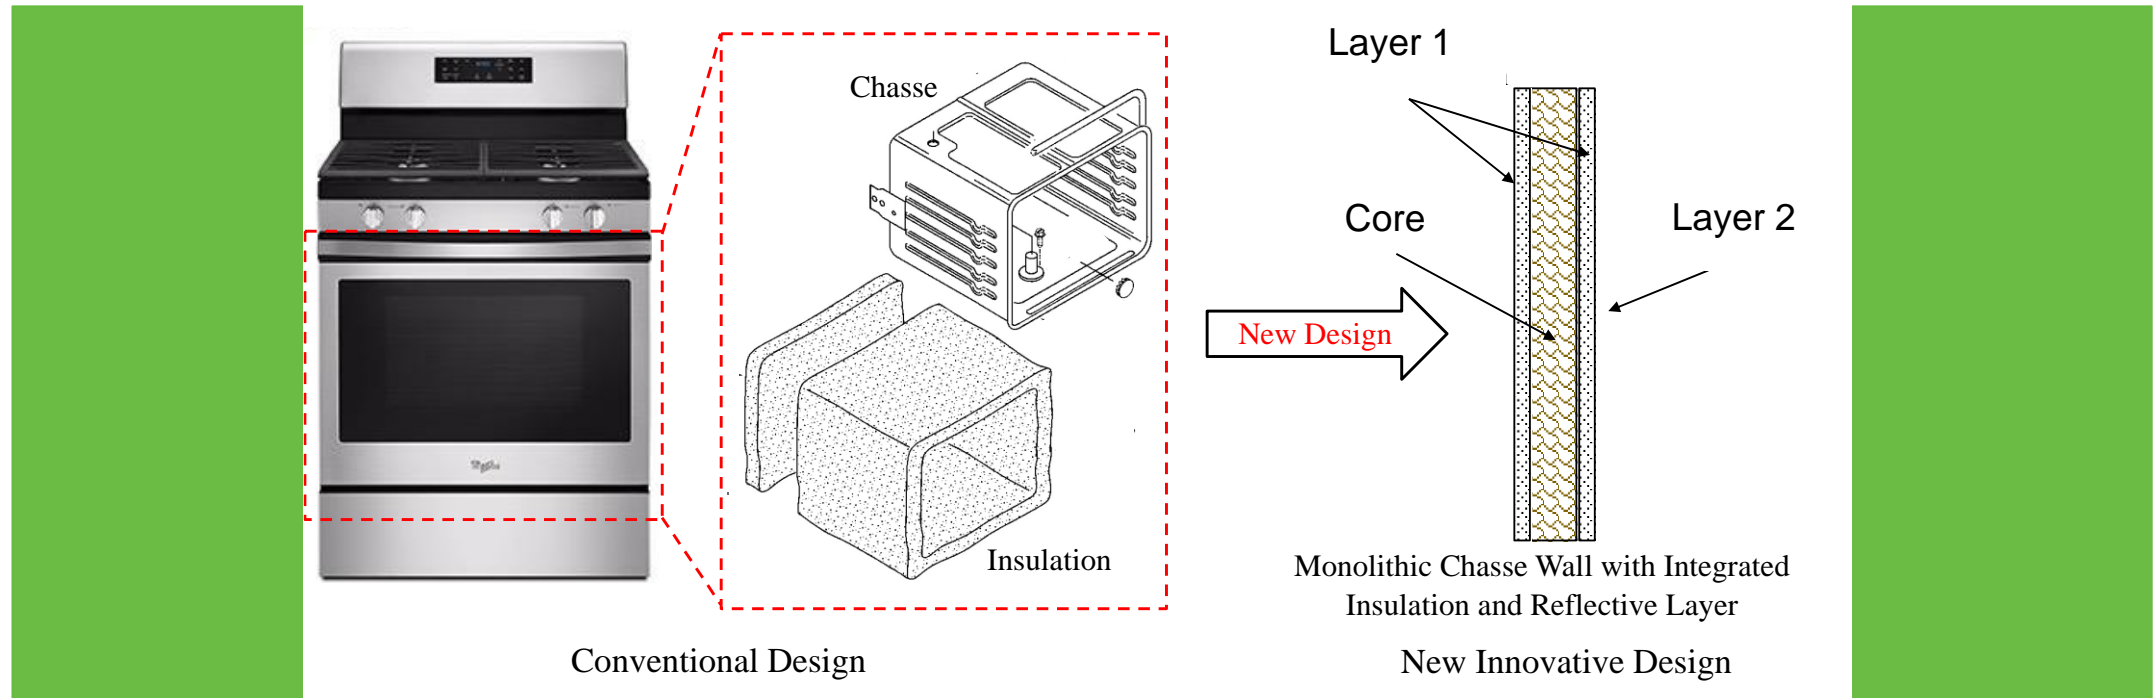 Chasse
Insulation
Conventional Design
New Design
Layer 1
Core
Layer 2
Monolithic Chasse Wall with Integrated
Insulation and Reflective Layer
New Innovative Design